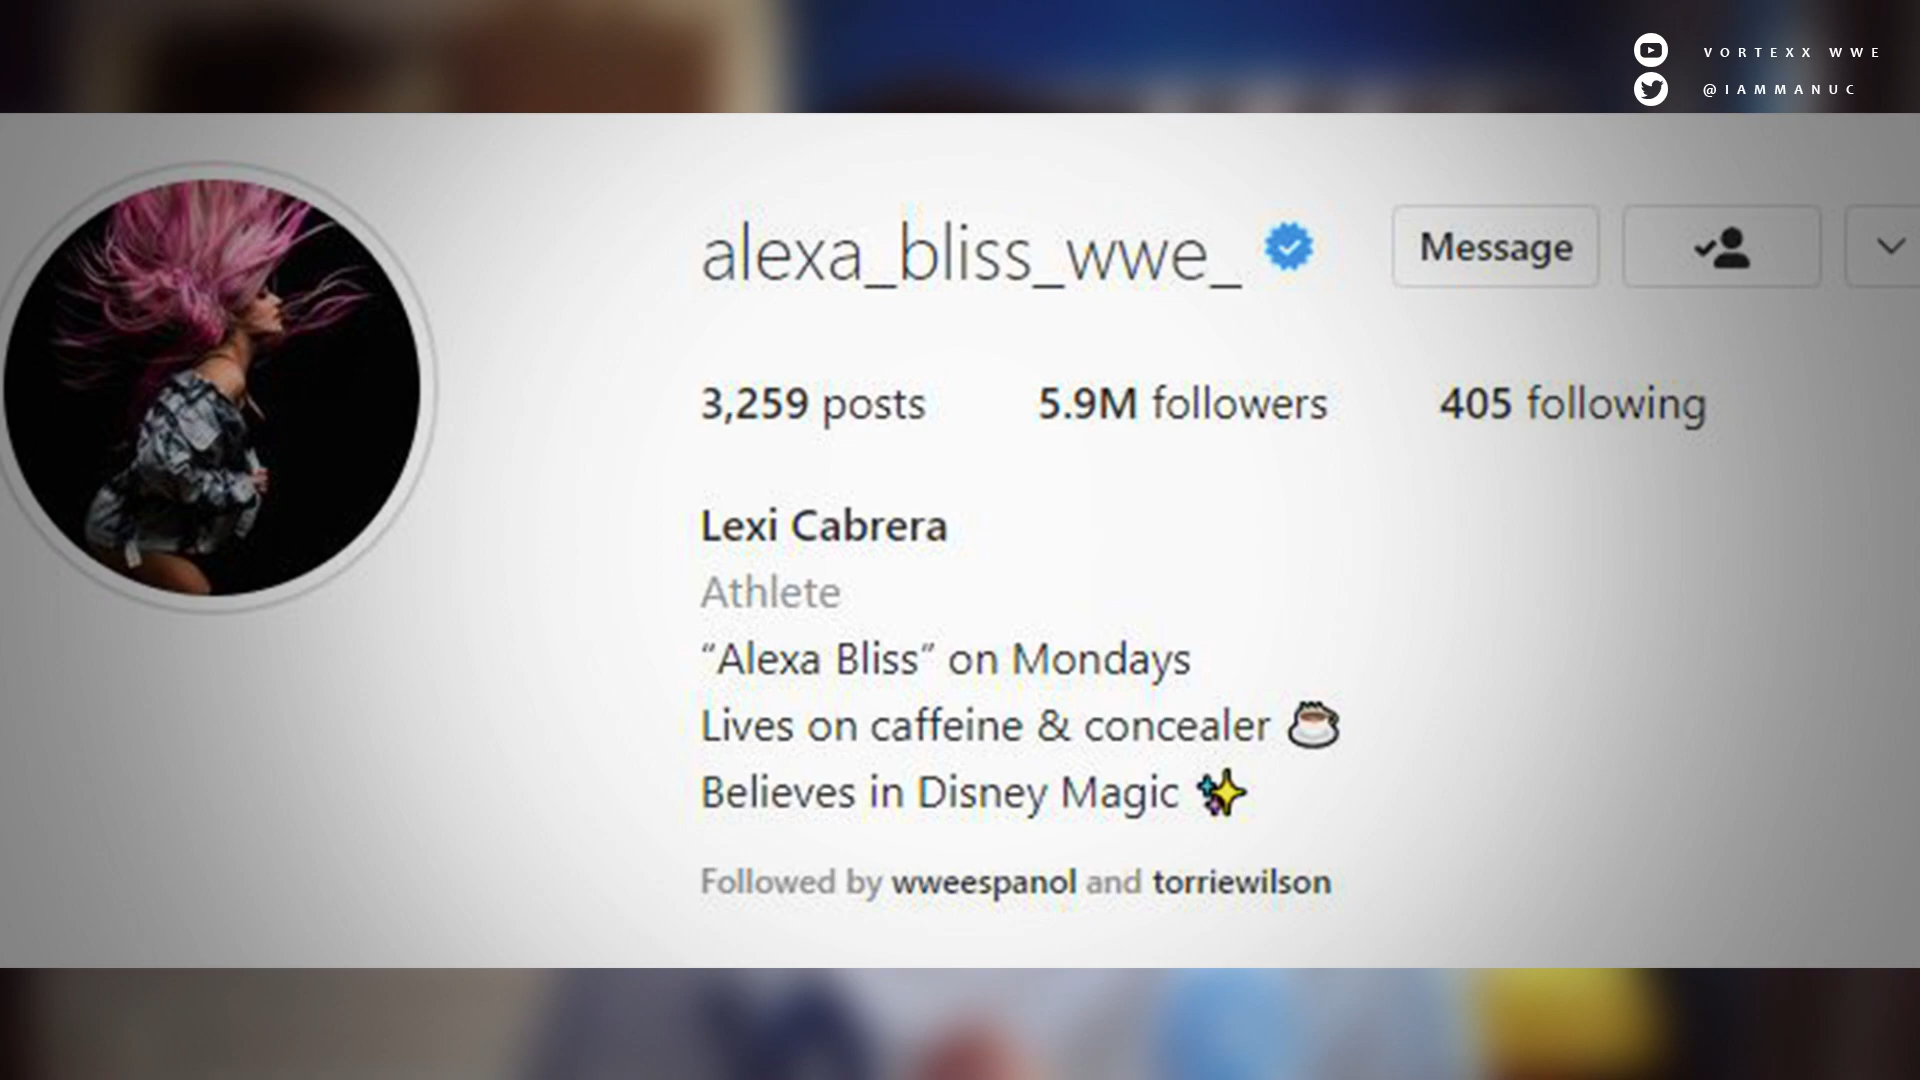 VORTEXX WWE
@IAMMANUC
alexa_bliss_wwe_
Message
3,259 posts 5.9M followers 405 following
Lexi Cabrera
Athlete
“Alexa Bliss” on Mondays
Lives on caffeine & concealer ☕
Believes in Disney Magic ✨
Followed by wweespanol and torriewilson